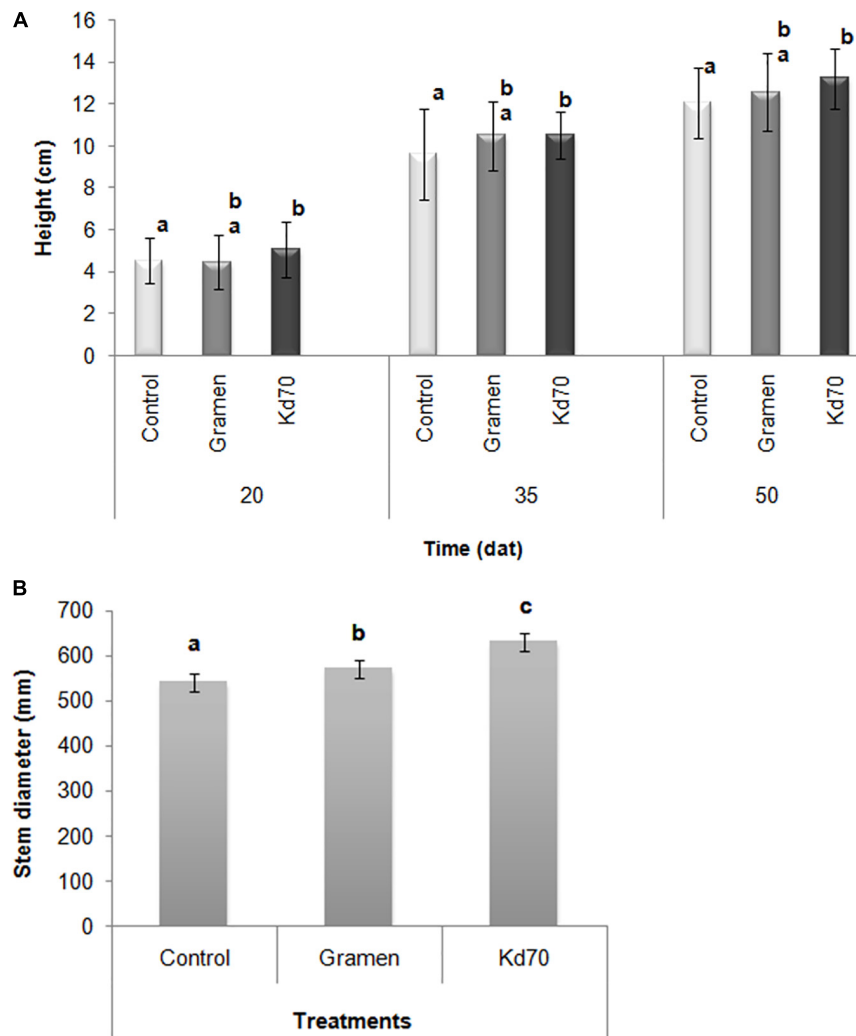 A
16
14
12
10
8
6
4
2
0
Height (cm)
a
b
a
b
a
b
a
b
a
b
a
b
Control
Gramen
Kd70
Control
Gramen
Kd70
Control
Gramen
Kd70
20
35
50
Time (dat)
B
700
600
500
400
300
200
100
0
Stem diameter (mm)
a
b
c
Control
Gramen
Kd70
Treatments